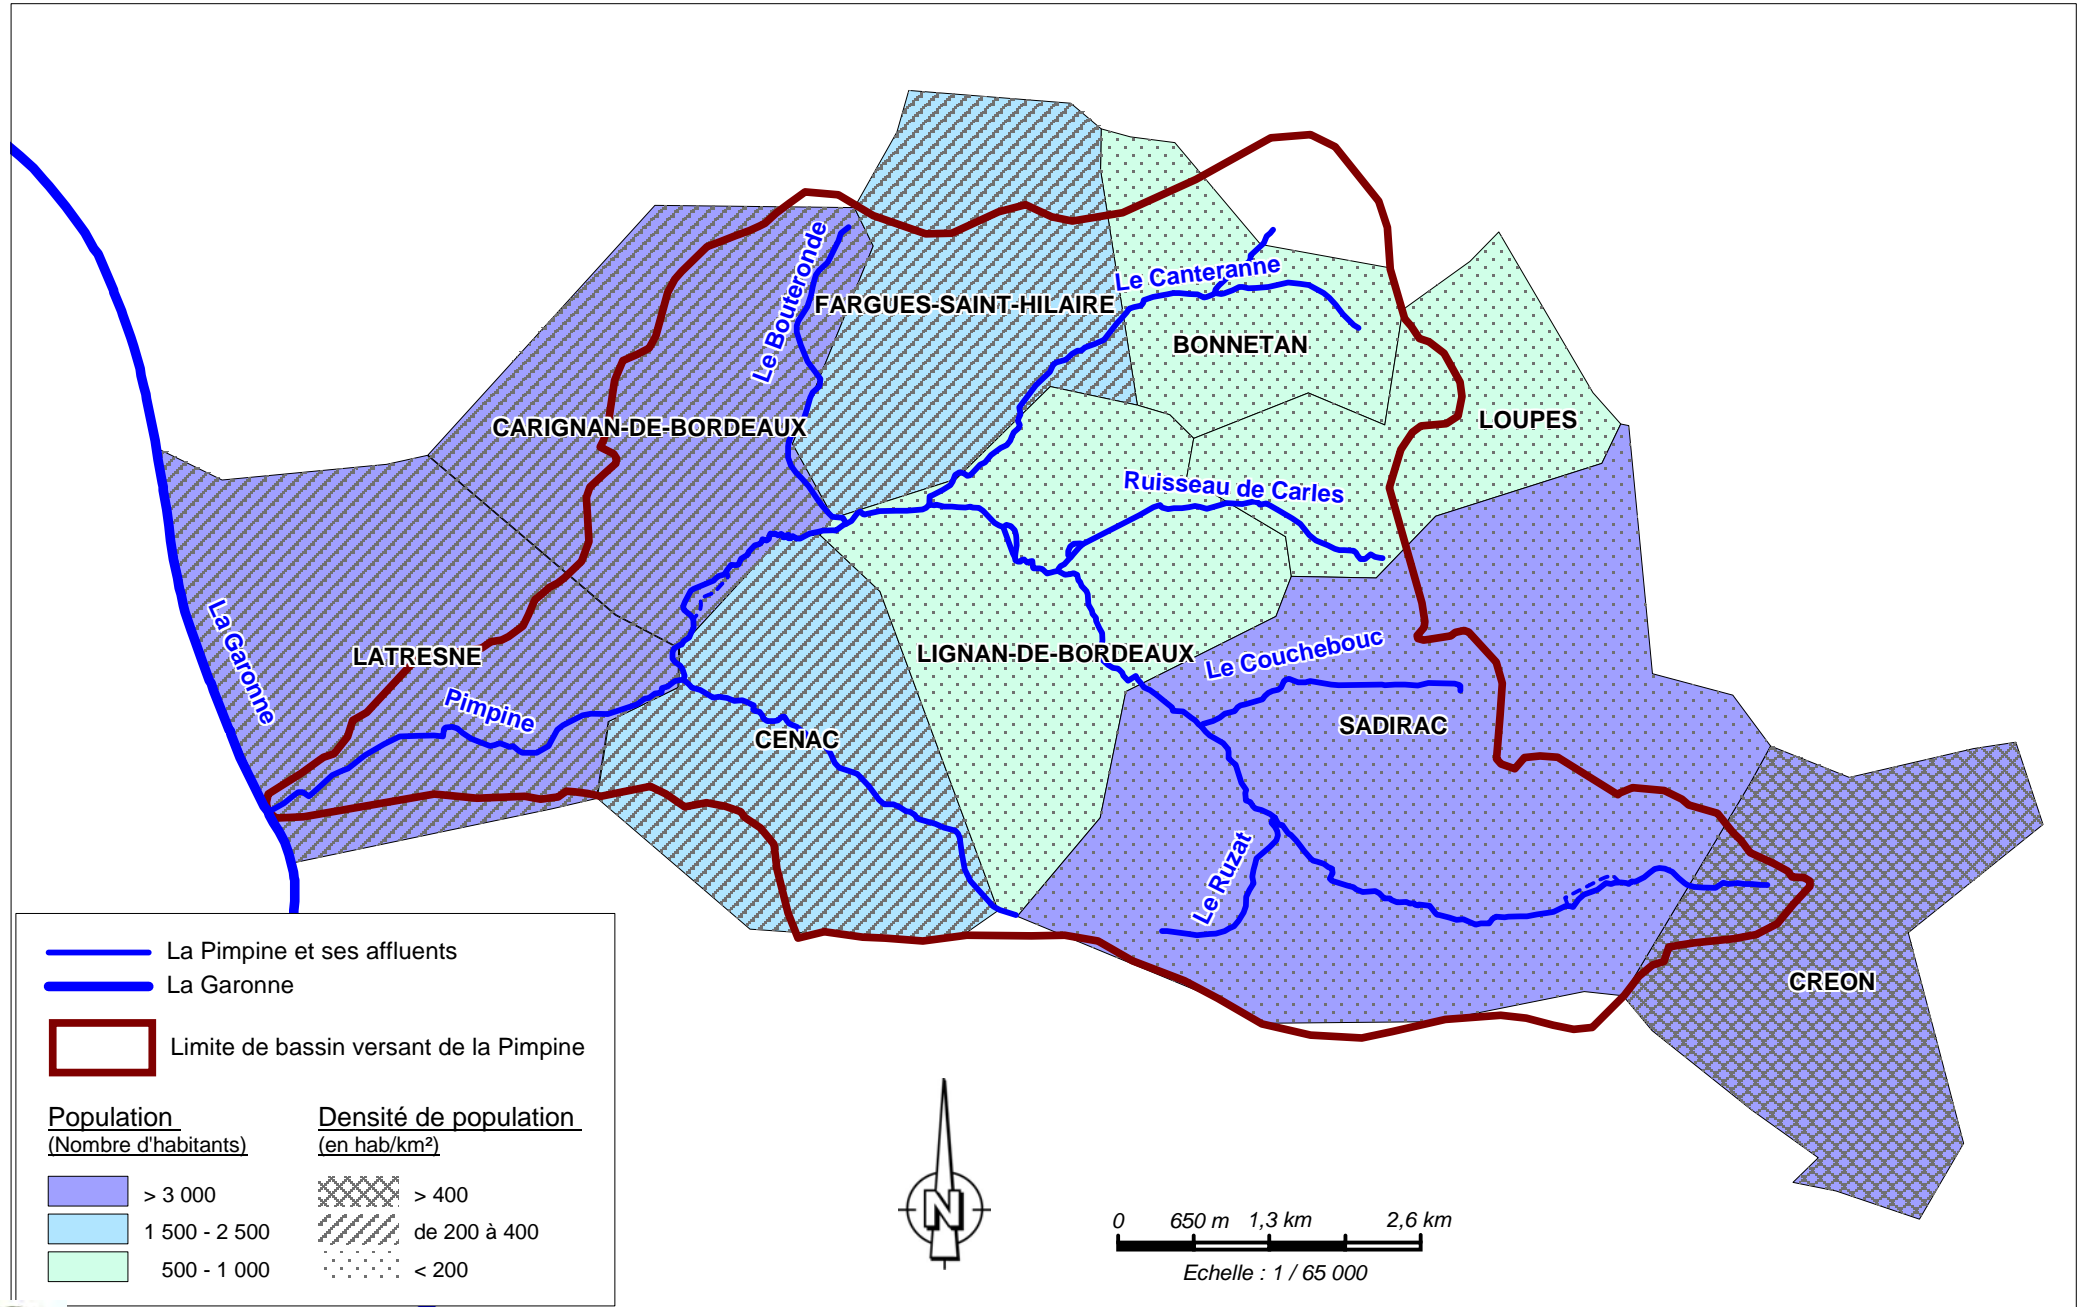 Le Bouteronde
FARGUES-SAINT-HILAIRE
Le Canteranne
BONNETAN
CARIGNAN-DE-BORDEAUX
LOUPES
Ruisseau de Carles
La Garonne
LATRESNE
LIGNAN-DE-BORDEAUX
Le Couchebouc
Pimpine
CENAC
SADIRAC
Le Ruzat
CREON
La Pimpine et ses affluents
La Garonne
Limite de bassin versant de la Pimpine
Population
(Nombre d'habitants)
> 3 000
1 500 - 2 500
500 - 1 000
Densité de population
(en hab/km²)
> 400
de 200 à 400
< 200
N
0 650 m 1,3 km 2,6 km
Echelle : 1 / 65 000